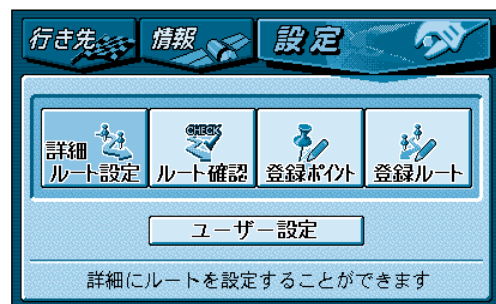 行き先
情報
設定
詳細
ルート設定
CHECK
ルート確認
登録ポイント
登録ルート
ユーザー設定
詳細にルートを設定することができます